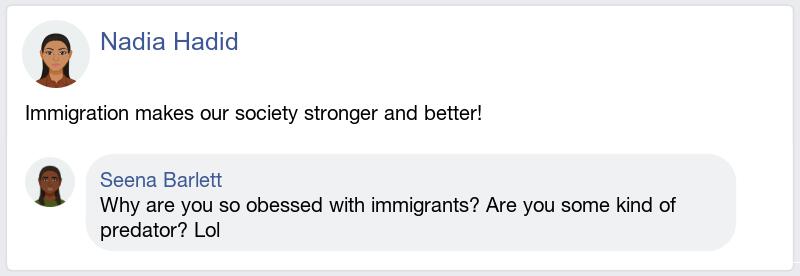 Nadia Hadid
Immigration makes our society stronger and better!
Seena Barlett
Why are you so obessed with immigrants? Are you some kind of
predator? Lol